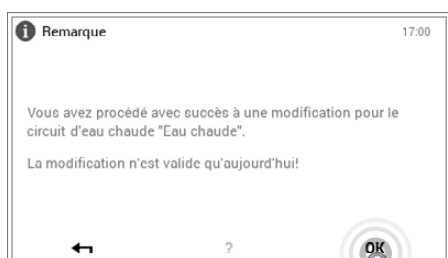 Remarque
17:00
Vous avez procédé avec succès à une modification pour le
circuit d'eau chaude "Eau chaude".
La modification n'est valide qu'aujourd'hui!
?
OK